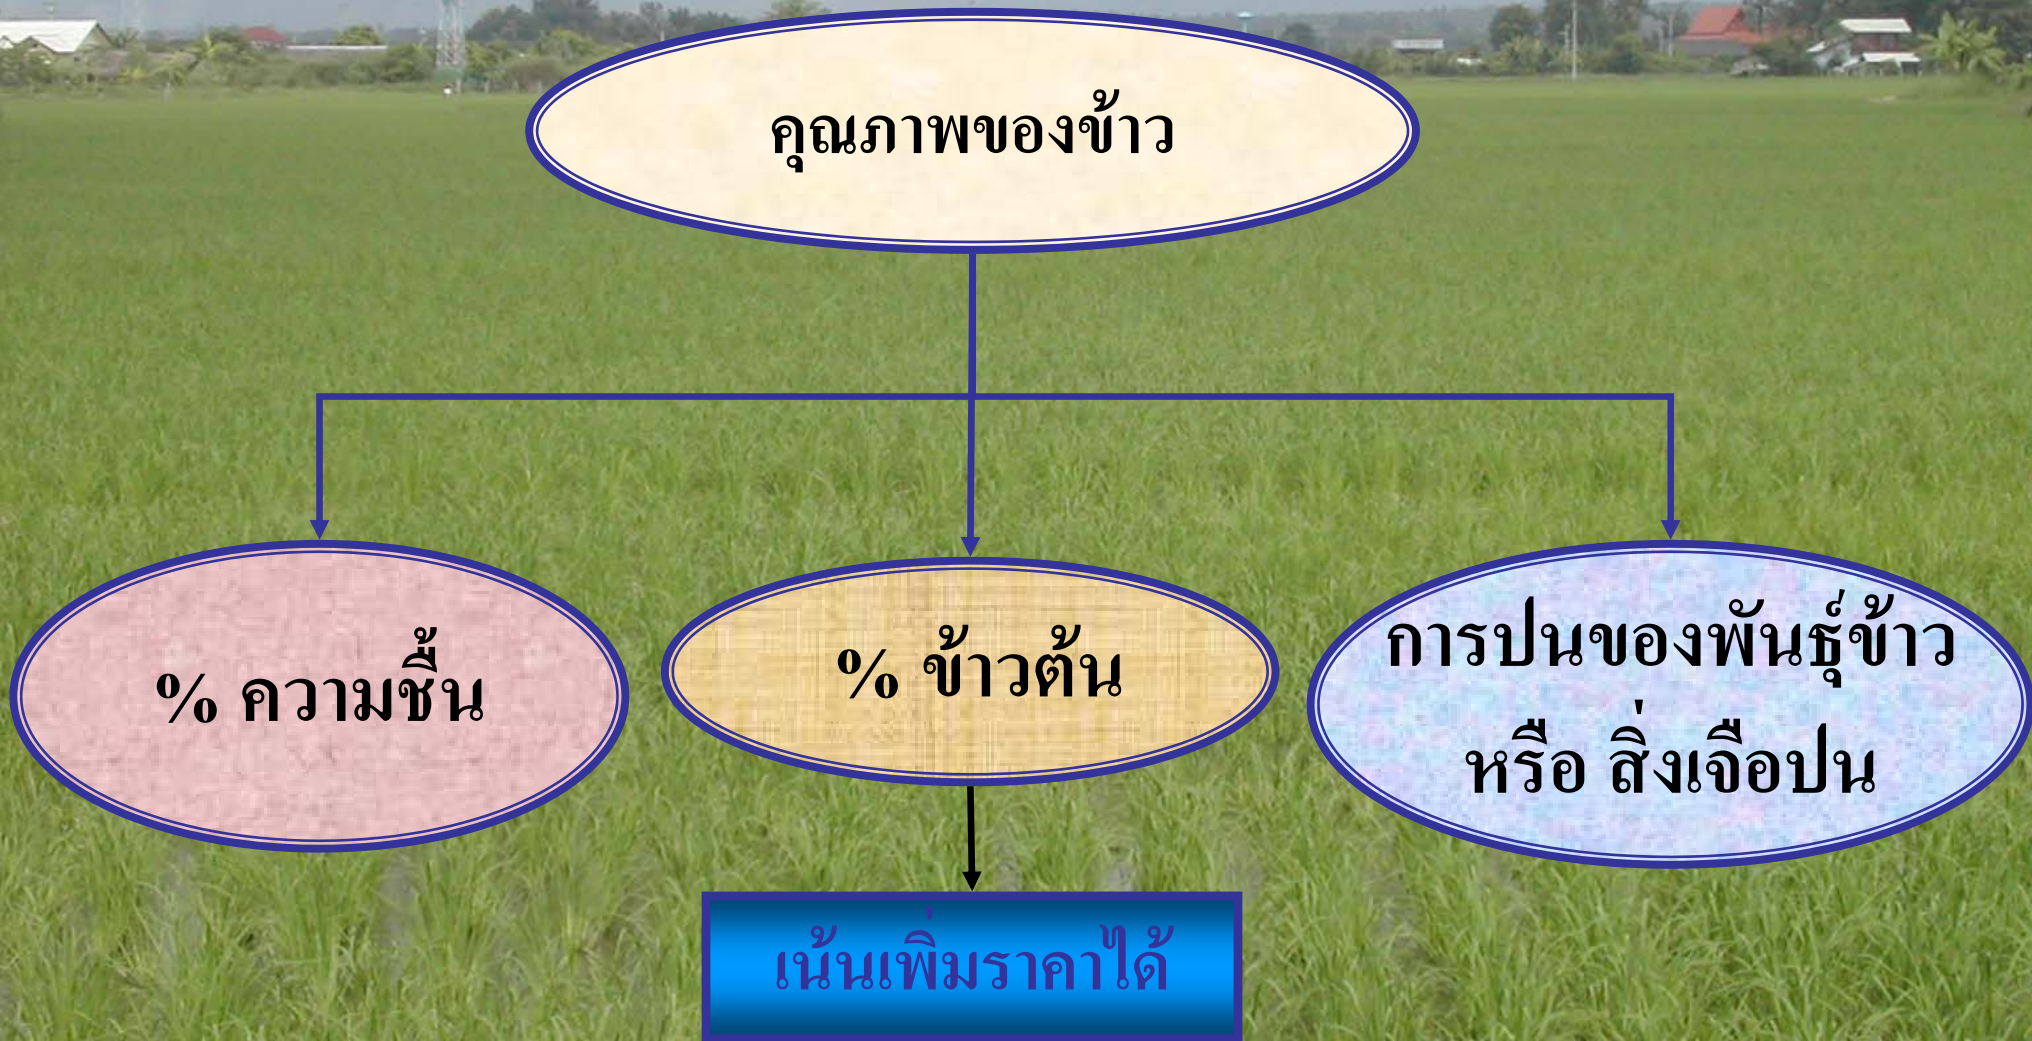 คุณภาพของข้าว
% ความชื้น
% ข้าวต้น
การปนของพันธุ์ข้าว
หรือ สิ่งเจือปน
เน้นเพิ่มราคาได้